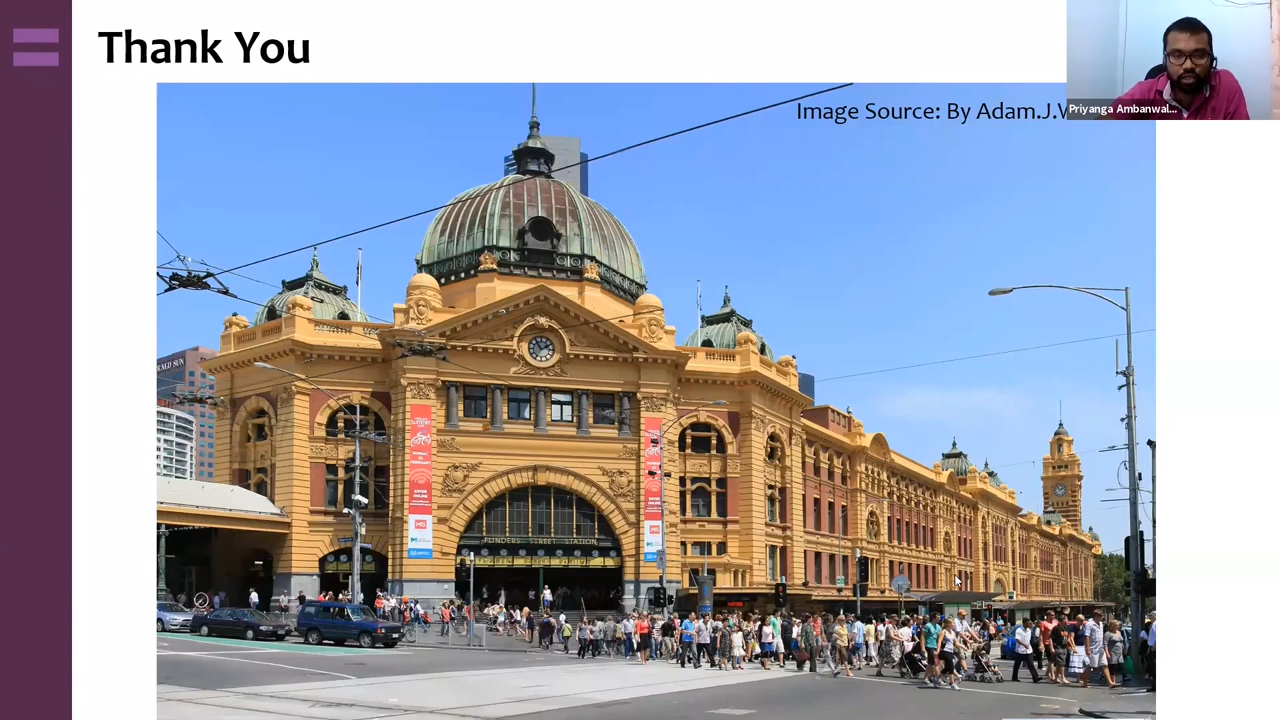 Thank You
Image Source: By Adam.J.
Priyanga Ambanwal...
FLINDERS STREET STATION